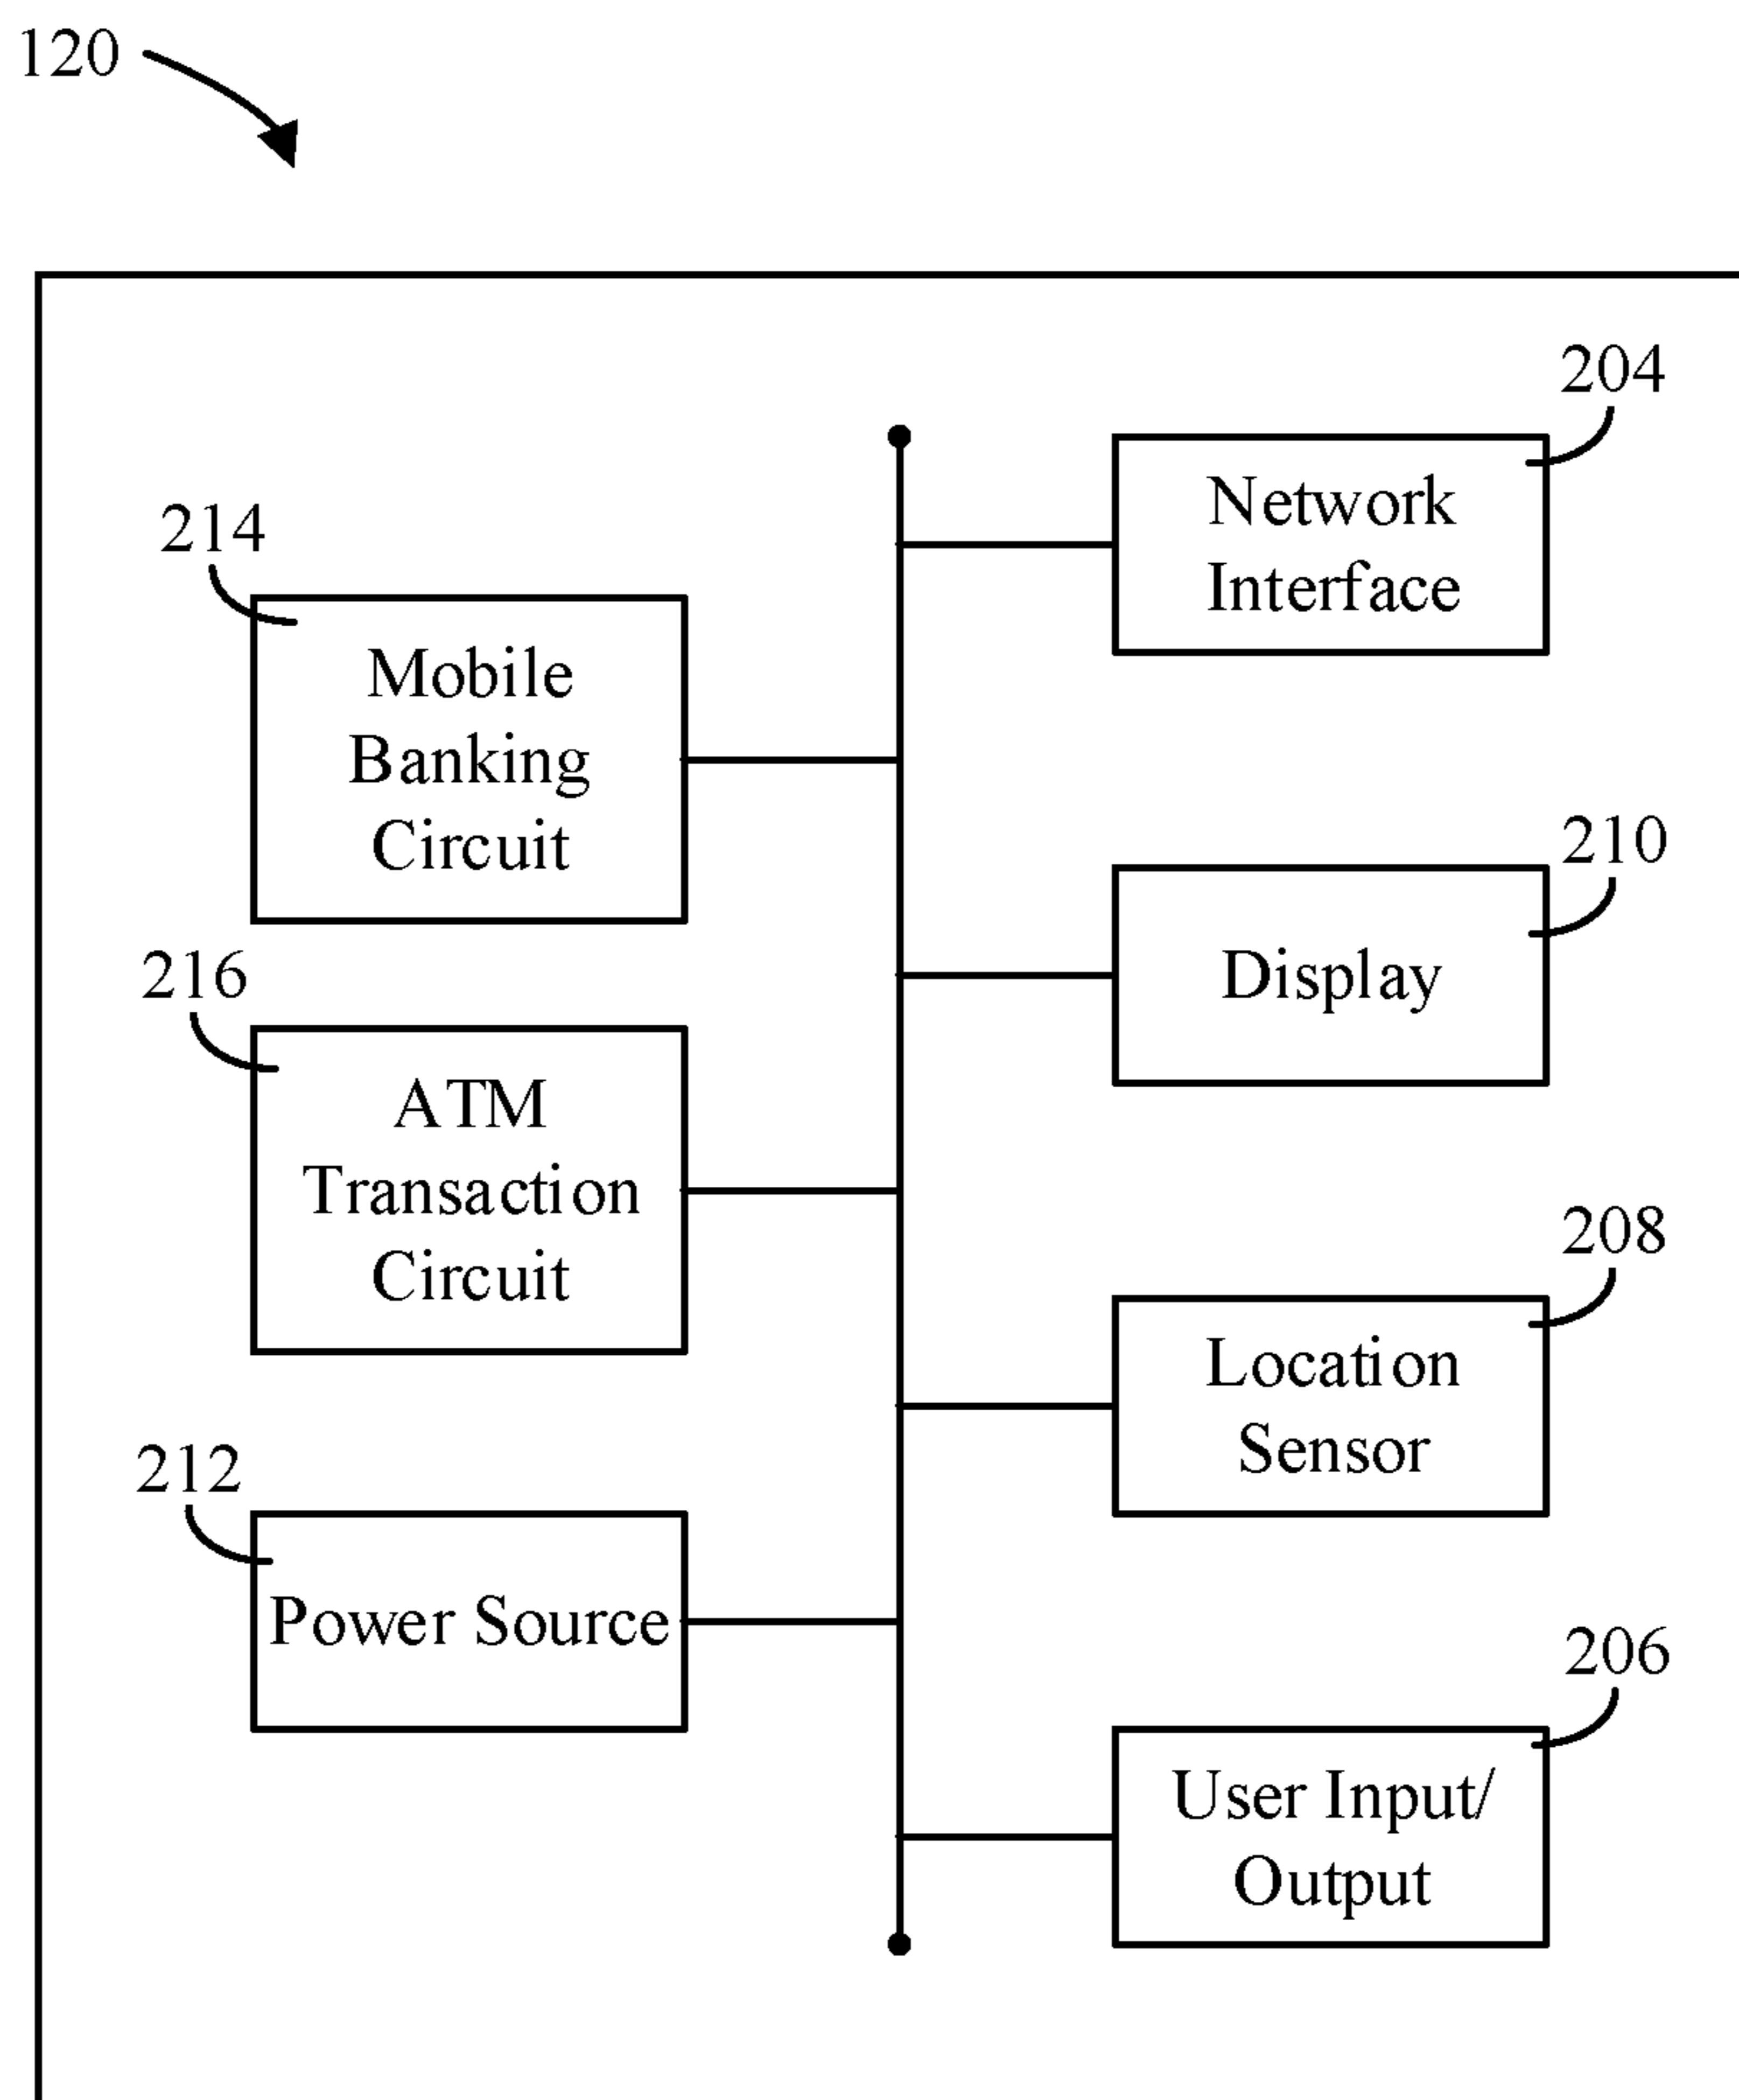 120
204
Network
Interface
214
Mobile
Banking
Circuit
210
Display
216
ATM
Transaction
Circuit
208
Location
Sensor
212
Power Source
206
User Input/
Output